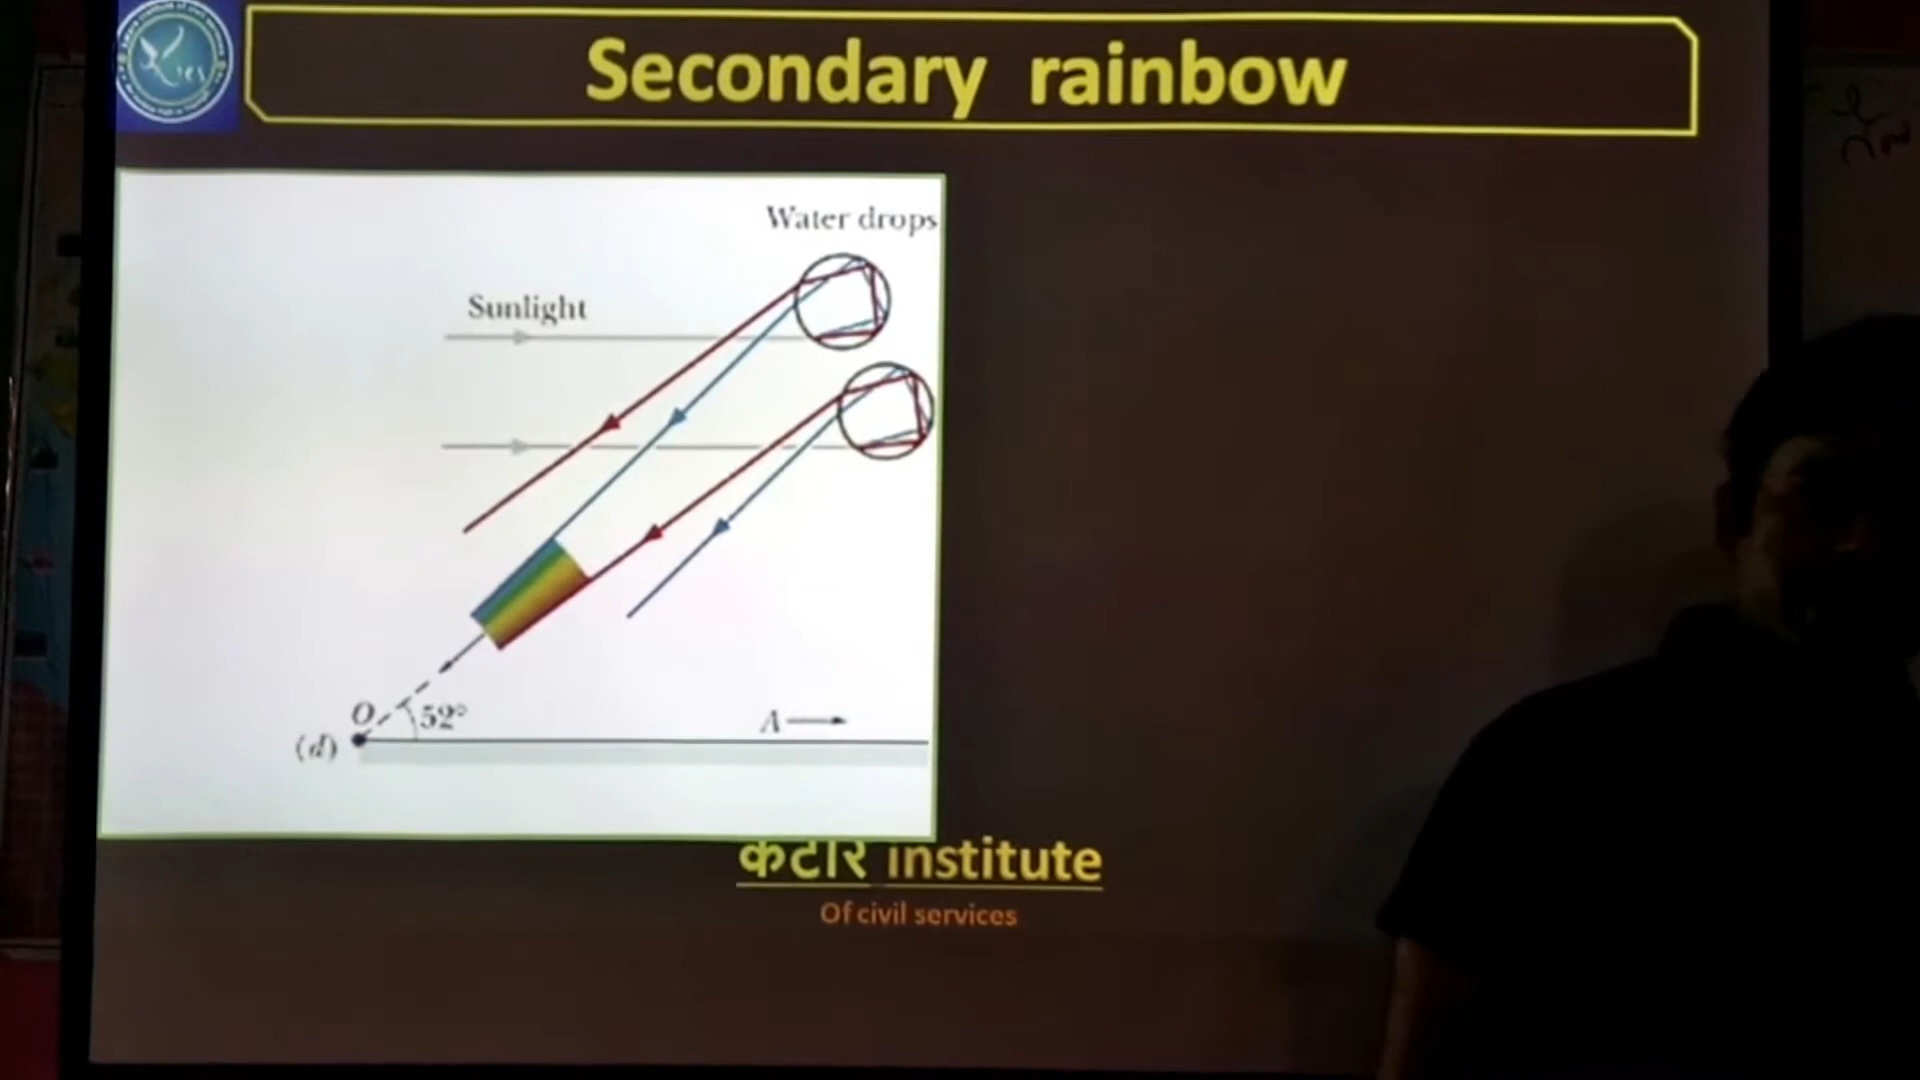 Secondary rainbow
Water drops
Sunlight
O
52°
A
(d)
कटार institute
Of civil services